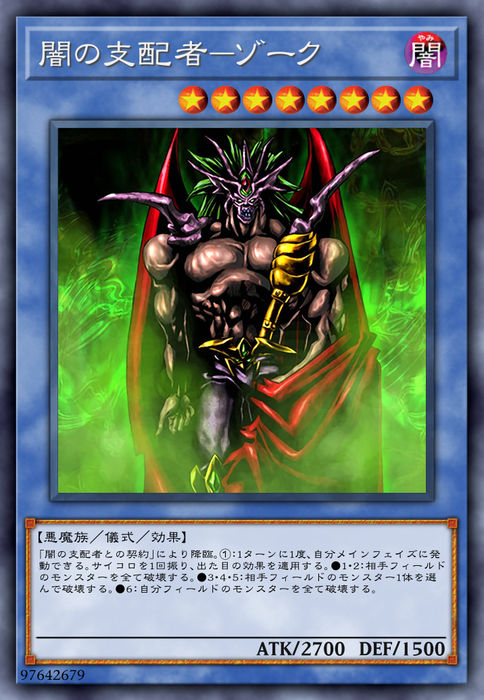 闇の支配者－ゾーク
やみ
闇
【悪魔族／儀式／効果】
「闇の支配者との契約」により降臨。①：1ターンに1度、自分メインフェイズに発
動できる。サイコロを1回振り、出た目の効果を適用する。●1・2：相手フィールド
のモンスターを全て破壊する。●3・4・5：相手フィールドのモンスター1体を選
んで破壊する。●6：自分フィールドのモンスターを全て破壊する。
ATK/2700 DEF/1500
97642679